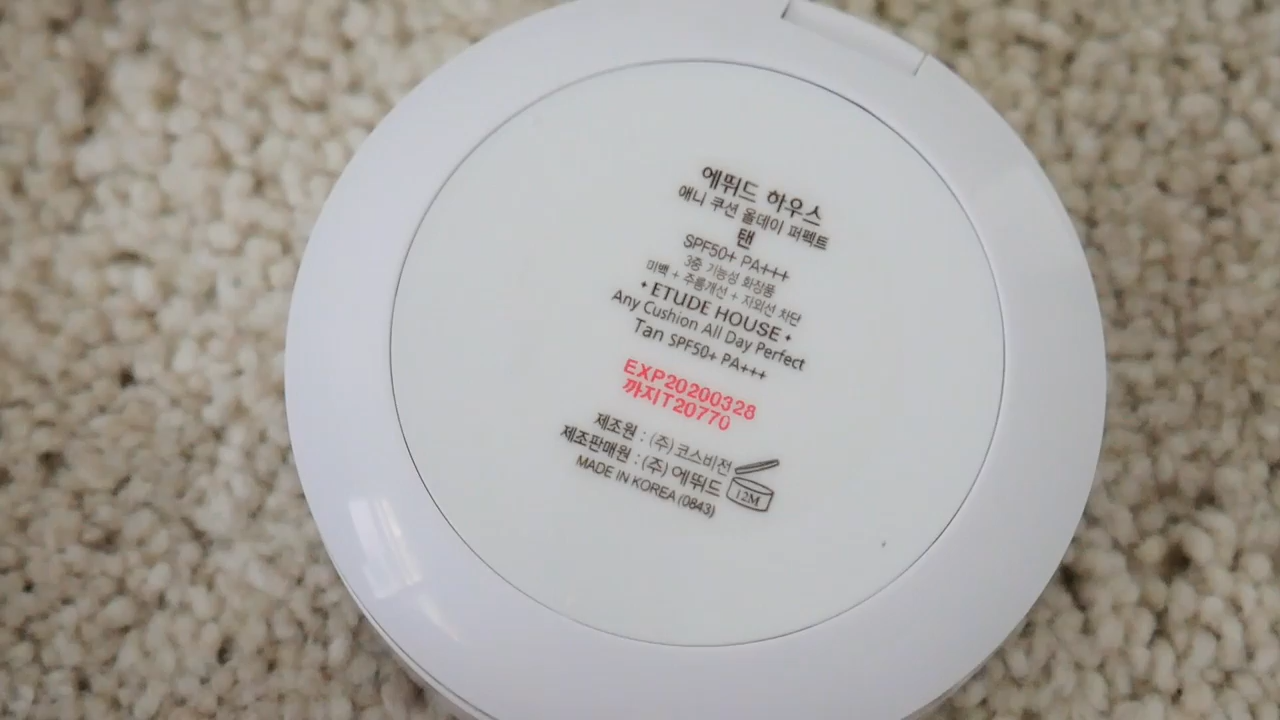 에뛰드 하우스
애니 쿠션 올데이 퍼펙트
탠
SPF50+ PA+++
3중 기능성 화장품
미백 + 주름개선 + 자외선 차단
• ETUDE HOUSE •
Any Cushion All Day Perfect
Tan SPF50+ PA+++
EXP20200328
까지T20770
제조원 : (주) 코스비전
제조판매원 : (주) 에뛰드
12M
MADE IN KOREA (0843)